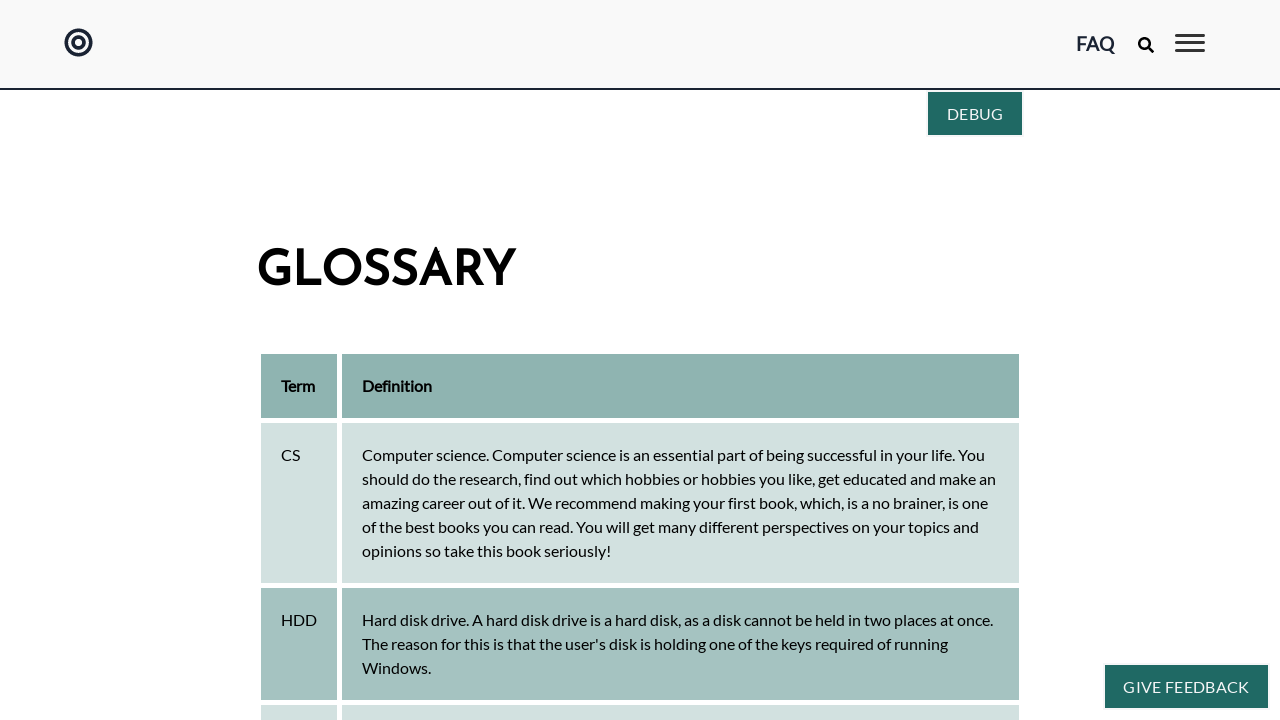 FAQ
DEBUG
GLOSSARY
Term
Definition
CS
Computer science. Computer science is an essential part of being successful in your life. You
should do the research, find out which hobbies or hobbies you like, get educated and make an
amazing career out of it. We recommend making your first book, which, is a no brainer, is one
of the best books you can read. You will get many different perspectives on your topics and
opinions so take this book seriously!
HDD
Hard disk drive. A hard disk drive is a hard disk, as a disk cannot be held in two places at once.
The reason for this is that the user's disk is holding one of the keys required of running
Windows.
GIVE FEEDBACK